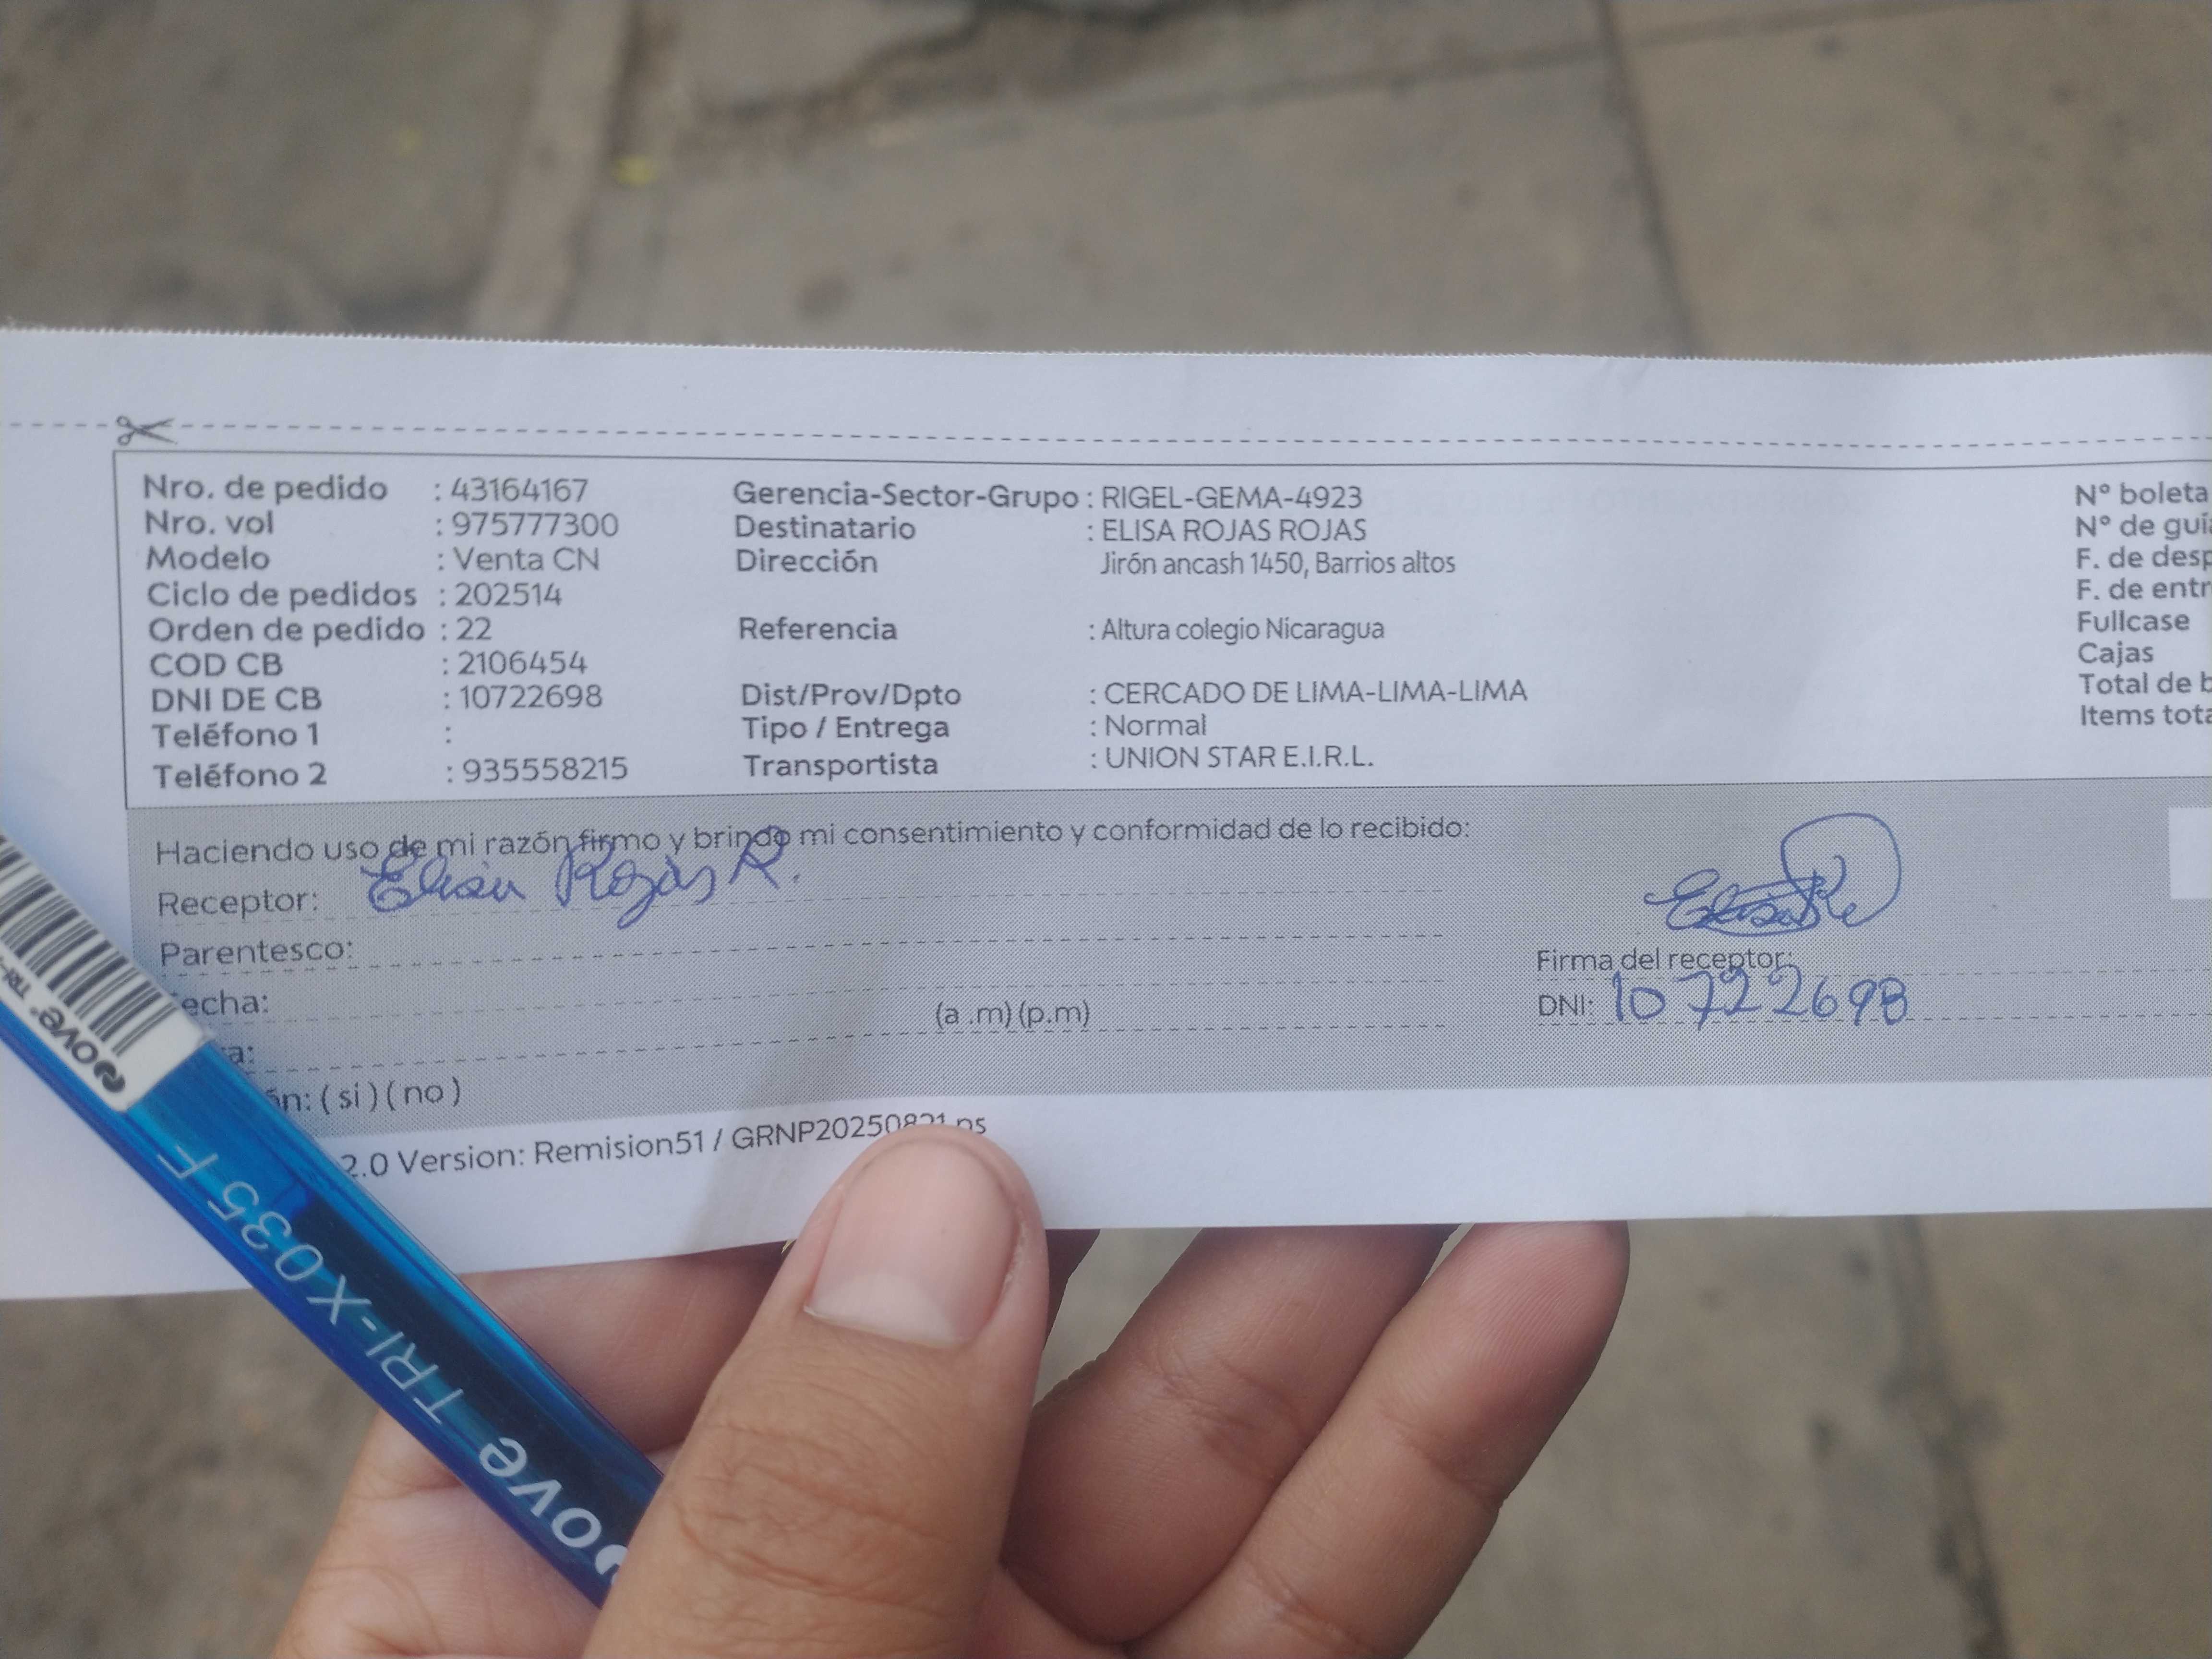 Nro. de pedido : 43164167 Gerencia-Sector-Grupo : RIGEL-GEMA-4923 N° boleta
Nro. vol : 975777300 Destinatario : ELISA ROJAS ROJAS N° de guía
Modelo : Venta CN Dirección Jirón ancash 1450, Barrios altos F. de desp
Ciclo de pedidos : 202514 F. de entr
Orden de pedido : 22 Referencia : Altura colegio Nicaragua Fullcase
COD CB : 2106454 Cajas
DNI DE CB : 10722698 Dist/Prov/Dpto : CERCADO DE LIMA-LIMA-LIMA Total de b
Teléfono 1 : Tipo / Entrega : Normal Items tota
Teléfono 2 : 935558215 Transportista : UNION STAR E.I.R.L.
Haciendo uso de mi razón firmo y brindo mi consentimiento y conformidad de lo recibido:
Receptor: Elisa Rojas R.
Parentesco:
Firma del receptor:
echa: (a .m) (p.m) DNI: 10722698
a:
ón: ( si ) ( no )
2.0 Version: Remision51 / GRNP20250821.ps
ove TRI-X 035 F
ove TRI-